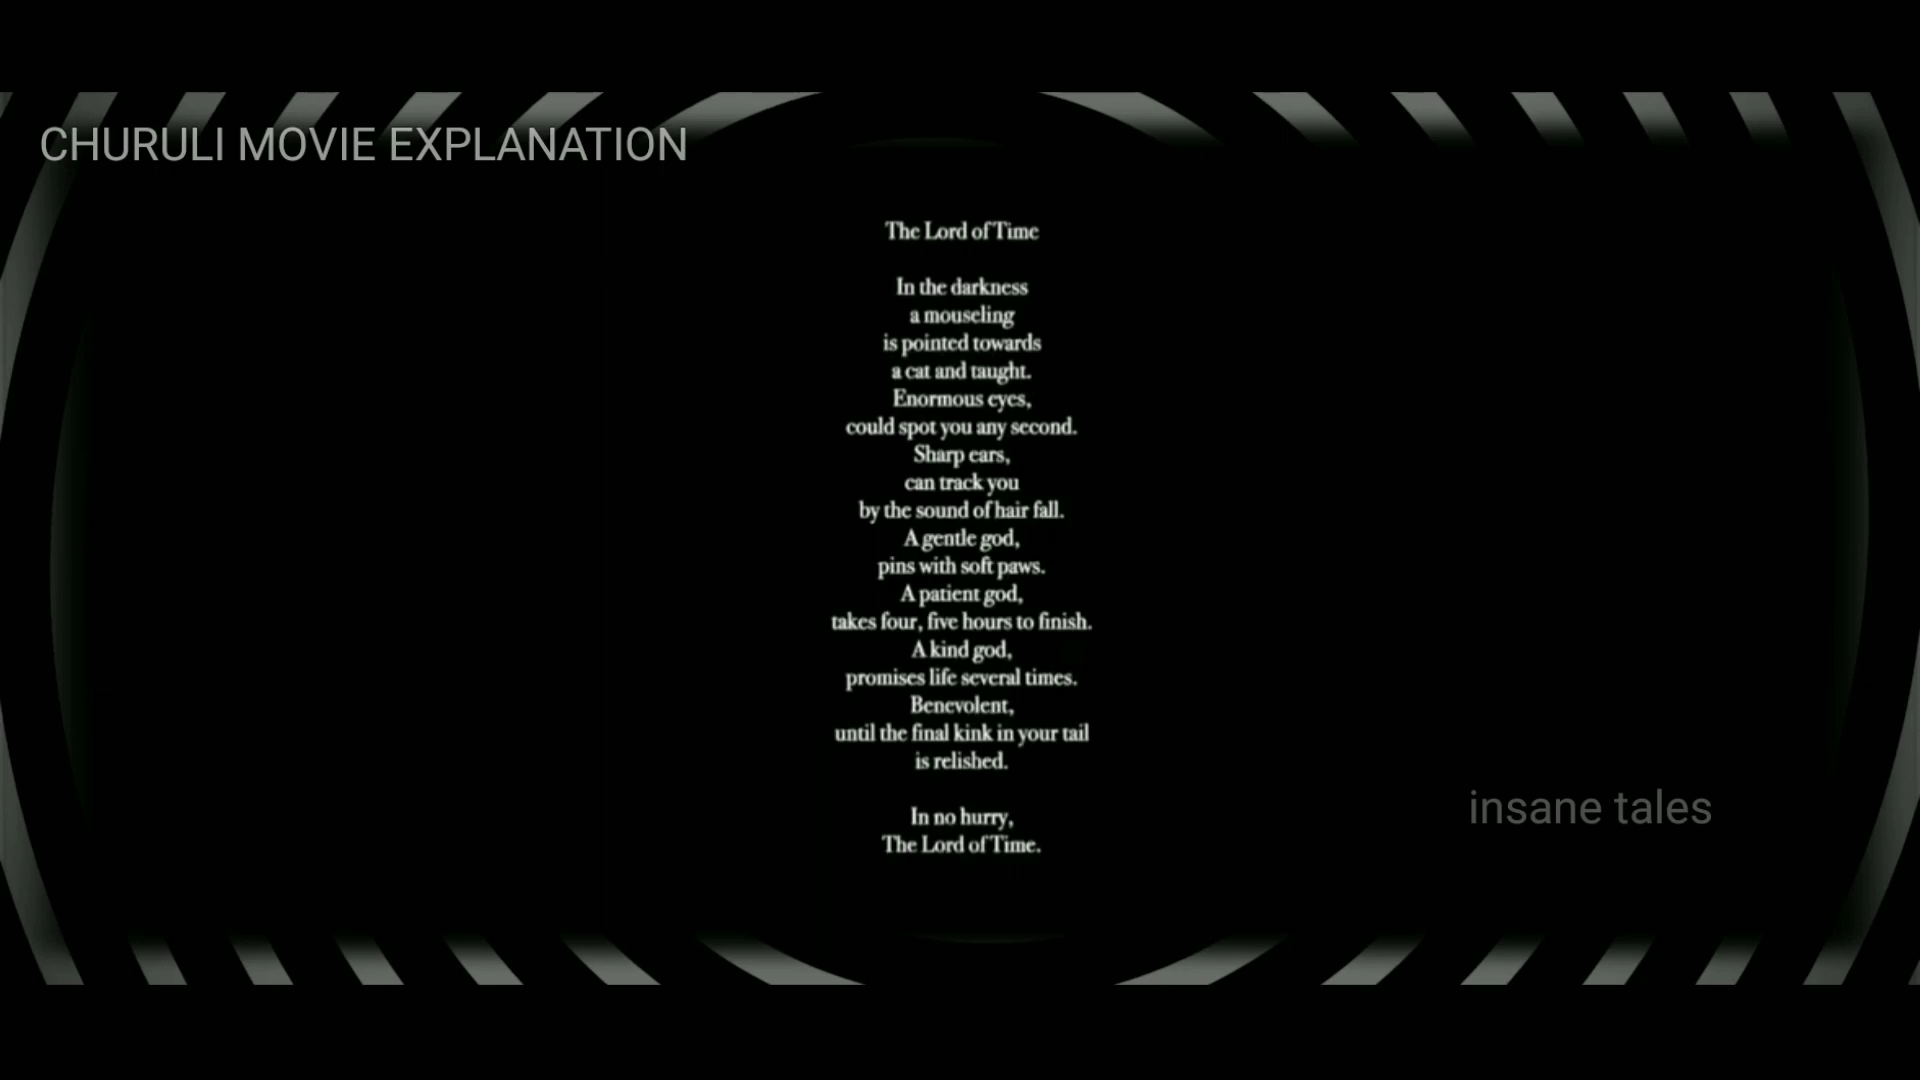 CHURULI MOVIE EXPLANATION
The Lord of Time
In the darkness
a mouseling
is pointed towards
a cat and taught.
Enormous eyes,
could spot you any second.
Sharp ears,
can track you
by the sound of hair fall.
A gentle god,
pins with soft paws.
A patient god,
takes four, five hours to finish.
A kind god,
promises life several times.
Benevolent,
until the final kink in your tail
is relished.
In no hurry,
The Lord of Time.
insane tales